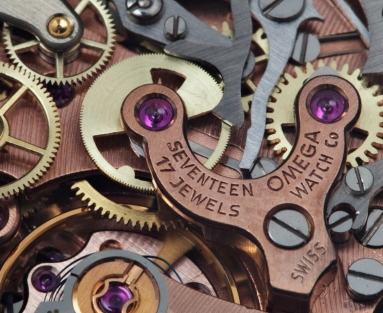 SEVENTEEN
17 JEWELS
OMEGA
WATCH Co
SWISS